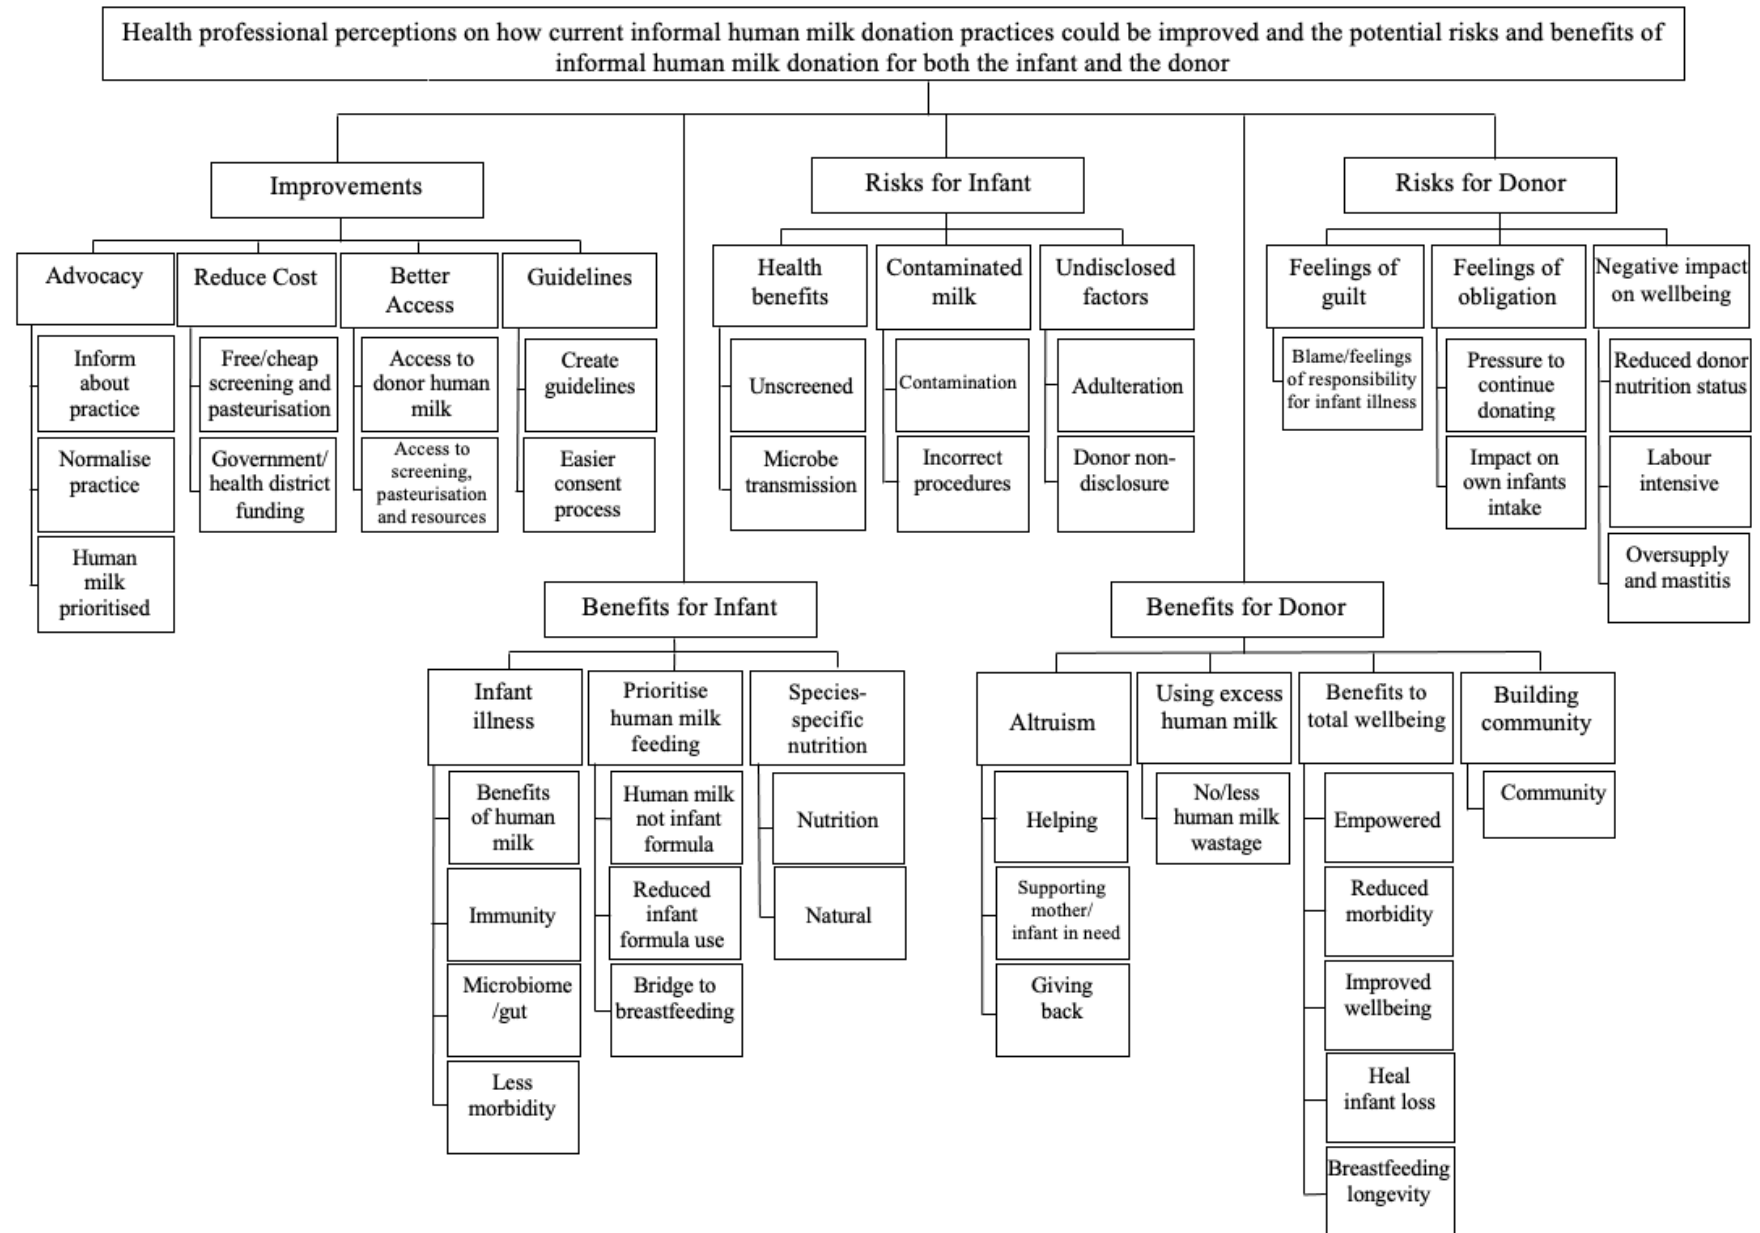 Health professional perceptions on how current informal human milk donation practices could be improved and the potential risks and benefits of
informal human milk donation for both the infant and the donor
Improvements
Advocacy
Inform
about
practice
Normalise
practice
Human
milk
prioritised
Reduce Cost
Free/cheap
screening and
pasteurisation
Government/
health district
funding
Better
Access
Access to
donor human
milk
Access to
screening,
pasteurisation
and resources
Guidelines
Create
guidelines
Easier
consent
process
Risks for Infant
Health
benefits
Unscreened
Microbe
transmission
Contaminated
milk
Contamination
Incorrect
procedures
Undisclosed
factors
Adulteration
Donor non-
disclosure
Risks for Donor
Feelings of
guilt
Blame/feelings
of responsibility
for infant illness
Feelings of
obligation
Pressure to
continue
donating
Impact on
own infants
intake
Negative impact
on wellbeing
Reduced donor
nutrition status
Labour
intensive
Oversupply
and mastitis
Benefits for Infant
Infant
illness
Benefits
of human
milk
Immunity
Microbiome
/gut
Less
morbidity
Prioritise
human milk
feeding
Human milk
not infant
formula
Reduced
infant
formula use
Bridge to
breastfeeding
Species-
specific
nutrition
Nutrition
Natural
Benefits for Donor
Altruism
Helping
Supporting
mother/
infant in need
Giving
back
Using excess
human milk
No/less
human milk
wastage
Benefits to
total wellbeing
Empowered
Reduced
morbidity
Improved
wellbeing
Heal
infant loss
Breastfeeding
longevity
Building
community
Community